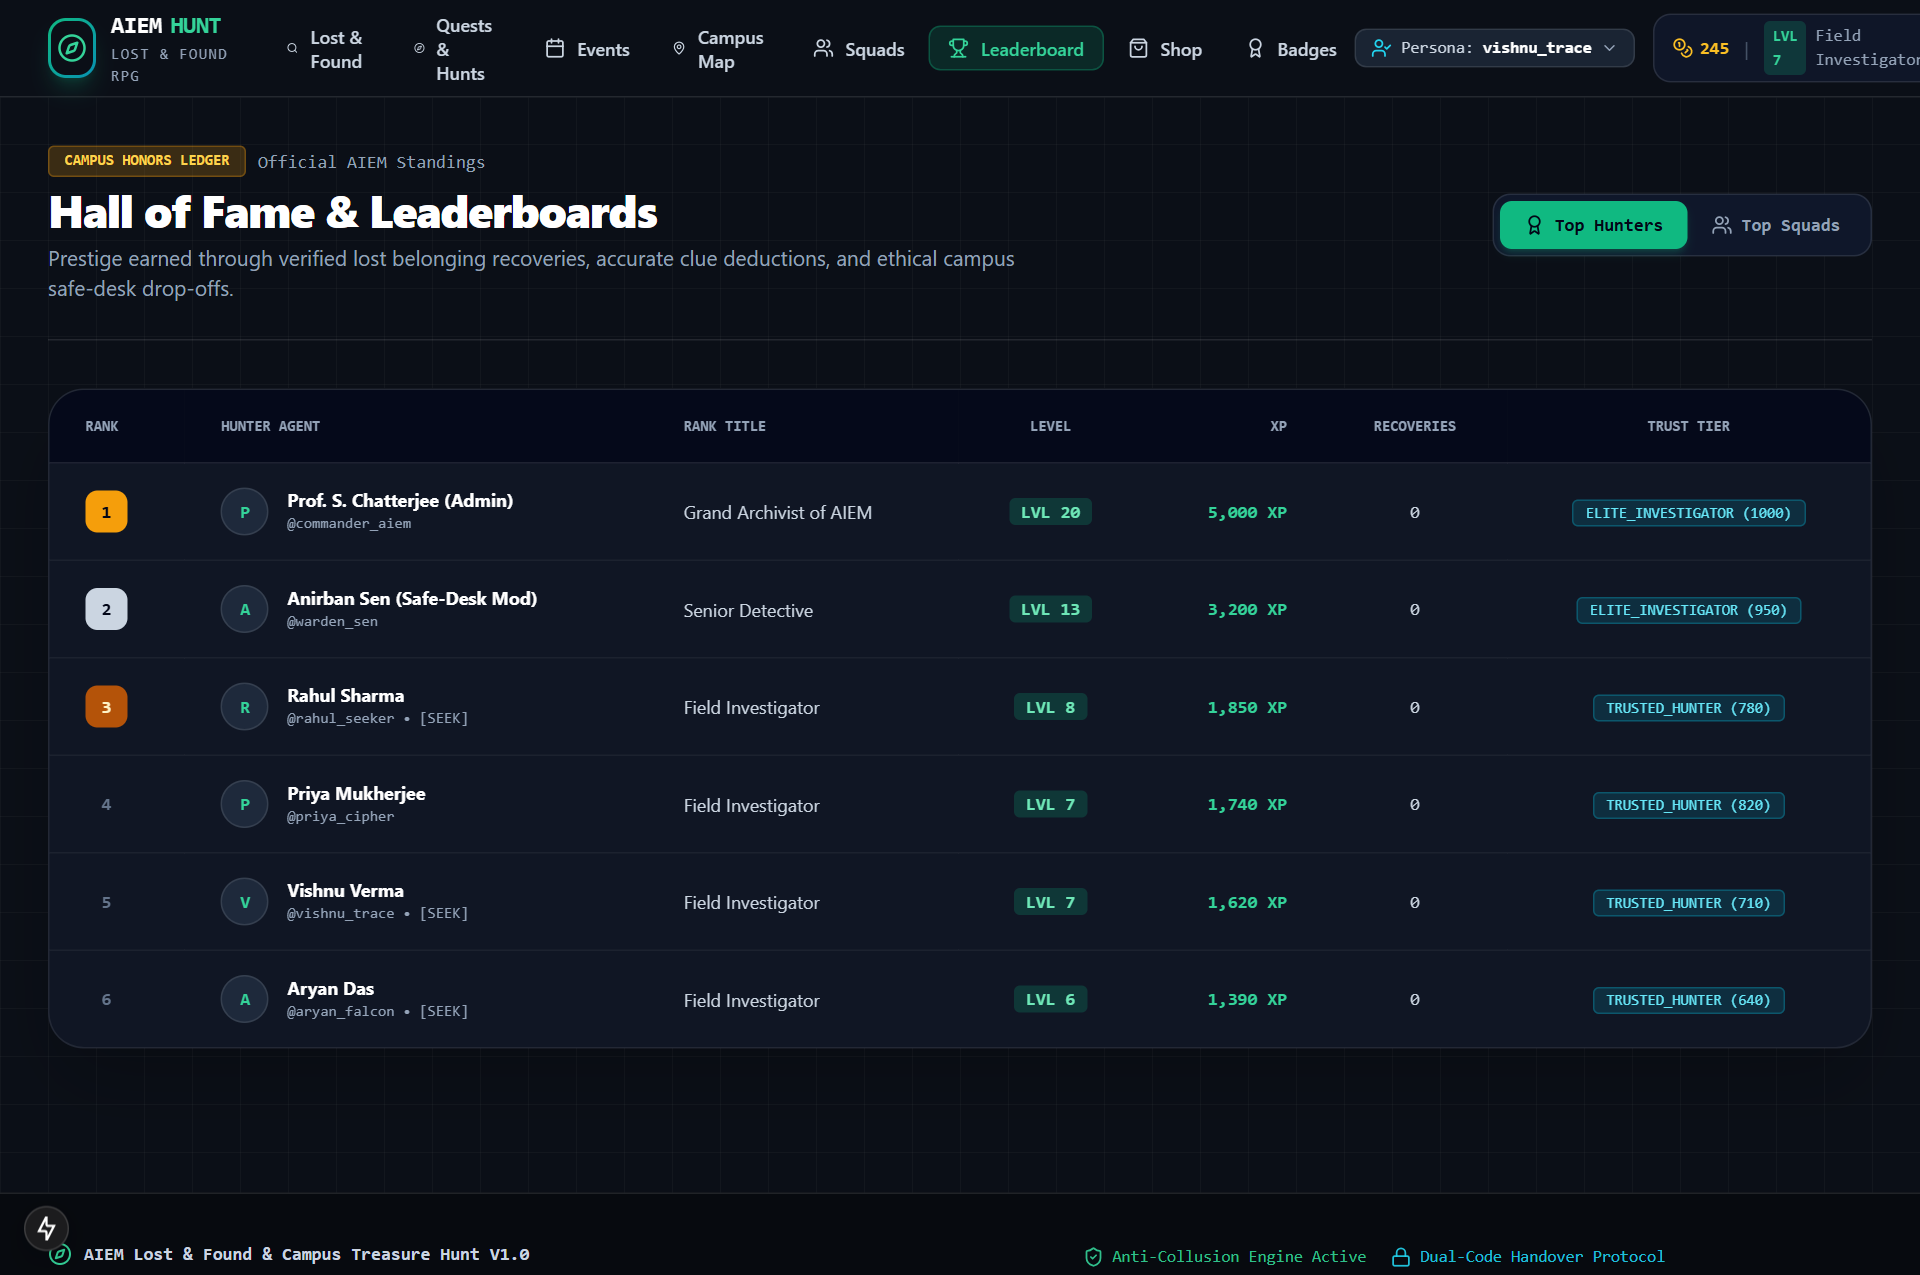 AIEM HUNT
LOST & FOUND
RPG
Lost &
Found
Quests
&
Hunts
Events
Campus
Map
Squads
Leaderboard
Shop
Badges
Persona: vishnu_trace
245
LVL
7
Field
Investigator
CAMPUS HONORS LEDGER
Official AIEM Standings
Hall of Fame & Leaderboards
Prestige earned through verified lost belonging recoveries, accurate clue deductions, and ethical campus
safe-desk drop-offs.
Top Hunters
Top Squads
RANK HUNTER AGENT RANK TITLE LEVEL XP RECOVERIES TRUST TIER
1 P Prof. S. Chatterjee (Admin) Grand Archivist of AIEM LVL 20 5,000 XP 0 ELITE_INVESTIGATOR (1000)
@commander_aiem
2 A Anirban Sen (Safe-Desk Mod) Senior Detective LVL 13 3,200 XP 0 ELITE_INVESTIGATOR (950)
@warden_sen
3 R Rahul Sharma Field Investigator LVL 8 1,850 XP 0 TRUSTED_HUNTER (780)
@rahul_seeker • [SEEK]
4 P Priya Mukherjee Field Investigator LVL 7 1,740 XP 0 TRUSTED_HUNTER (820)
@priya_cipher
5 V Vishnu Verma Field Investigator LVL 7 1,620 XP 0 TRUSTED_HUNTER (710)
@vishnu_trace • [SEEK]
6 A Aryan Das Field Investigator LVL 6 1,390 XP 0 TRUSTED_HUNTER (640)
@aryan_falcon • [SEEK]
AIEM Lost & Found & Campus Treasure Hunt V1.0
Anti-Collusion Engine Active
Dual-Code Handover Protocol